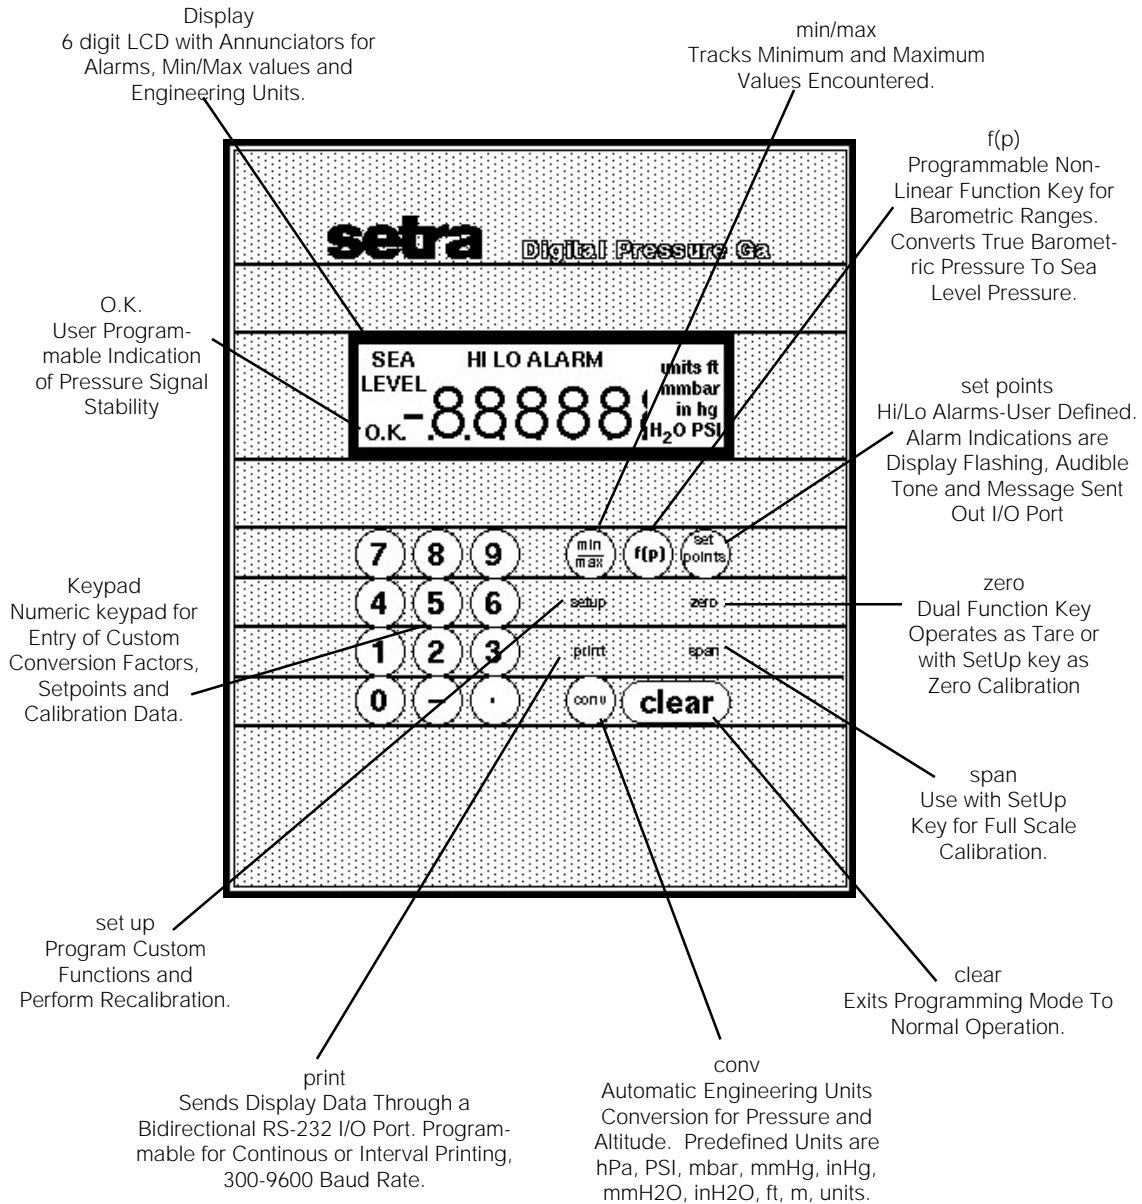 Display
6 digit LCD with Annunciators for
Alarms, Min/Max values and
Engineering Units.
min/max
Tracks Minimum and Maximum
Values Encountered.
f(p)
Programmable Non-
Linear Function Key for
Barometric Ranges.
Converts True Baromet-
ric Pressure To Sea
Level Pressure.
setra
Digital Pressure Ga
O.K.
User Program-
mable Indication
of Pressure Signal
Stability
SEA
LEVEL
HI LO ALARM
-.8.8.8.8.8
O.K.
units ft
mmbar
in hg
H2O PSI
set points
Hi/Lo Alarms-User Defined.
Alarm Indications are
Display Flashing, Audible
Tone and Message Sent
Out I/O Port
7 8 9
min
max
f(p)
set
points
4 5 6
setup
zero
1 2 3
print
span
0 - .
conv
clear
Keypad
Numeric keypad for
Entry of Custom
Conversion Factors,
Setpoints and
Calibration Data.
zero
Dual Function Key
Operates as Tare or
with SetUp key as
Zero Calibration
span
Use with SetUp
Key for Full Scale
Calibration.
set up
Program Custom
Functions and
Perform Recalibration.
clear
Exits Programming Mode To
Normal Operation.
print
Sends Display Data Through a
Bidirectional RS-232 I/O Port. Program-
mable for Continous or Interval Printing,
300-9600 Baud Rate.
conv
Automatic Engineering Units
Conversion for Pressure and
Altitude. Predefined Units are
hPa, PSI, mbar, mmHg, inHg,
mmH2O, inH2O, ft, m, units.